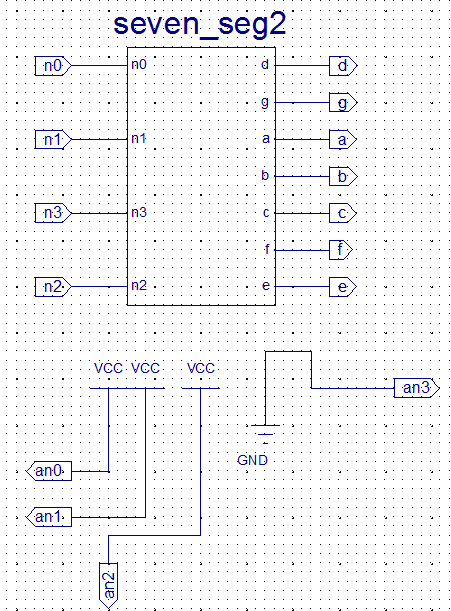 seven_seg2
n0 n0 d d
g g
n1 n1 a a
b b
n3 n3 c c
f f
n2 n2 e e
VCC VCC VCC
an3
GND
an0
an1
an2